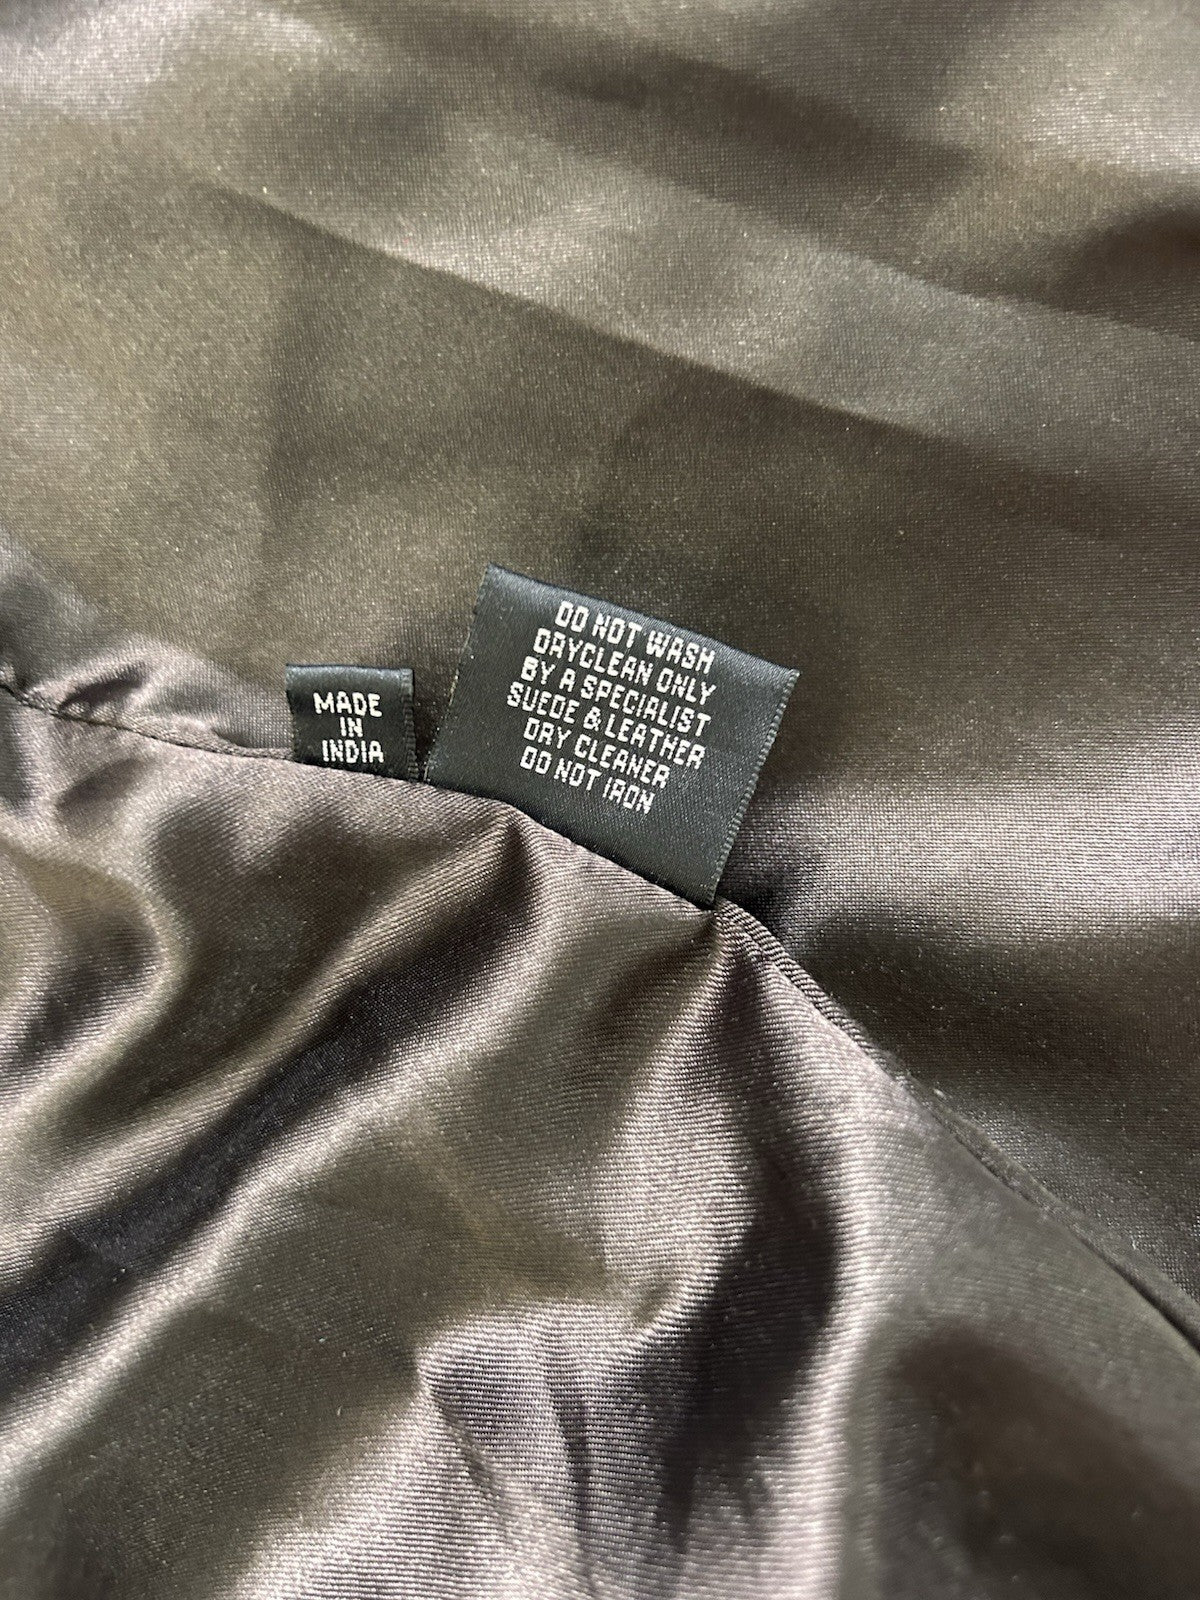 MADE
IN
INDIA
DO NOT WASH
DRYCLEAN ONLY
BY A SPECIALIST
SUEDE & LEATHER
DRY CLEANER
DO NOT IRON